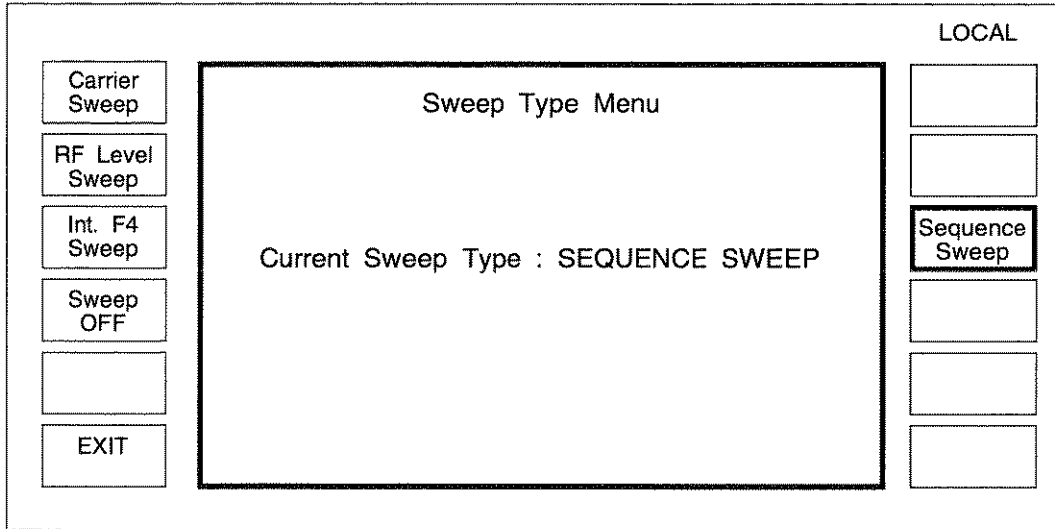 LOCAL
Carrier
Sweep
Sweep Type Menu
RF Level
Sweep
Int. F4
Sweep
Current Sweep Type : SEQUENCE SWEEP
Sequence
Sweep
Sweep
OFF
EXIT